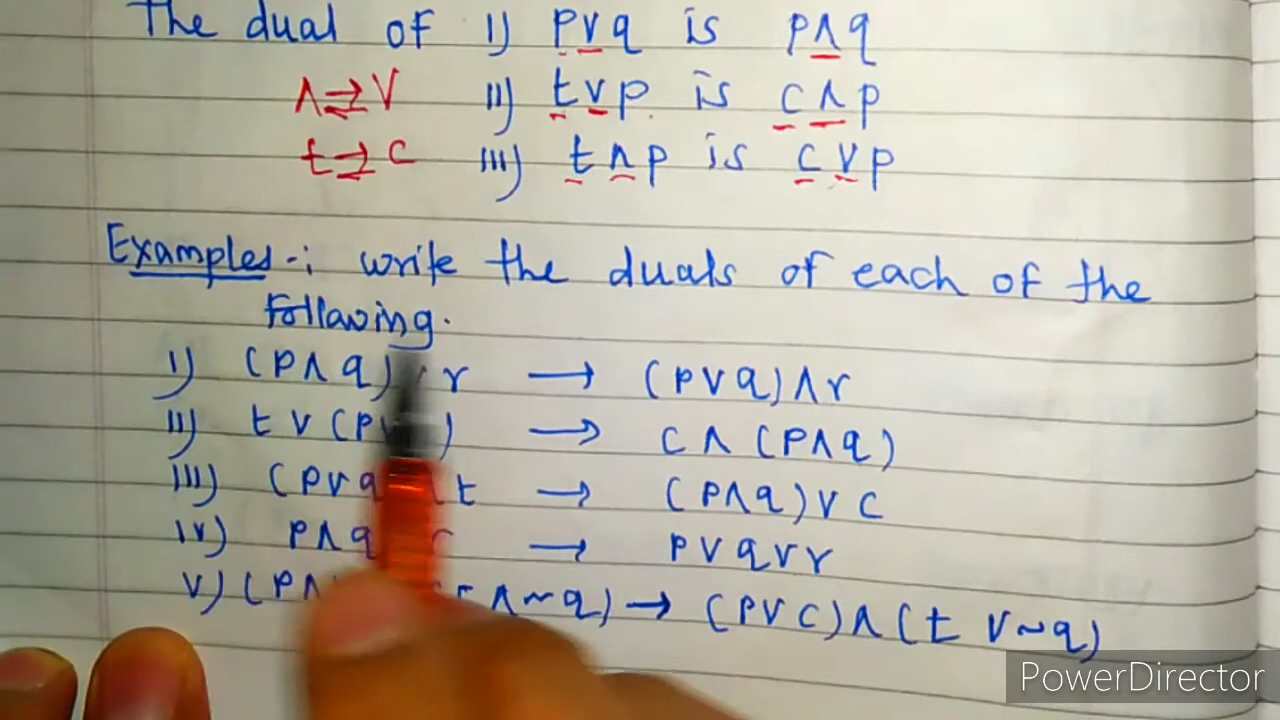 The dual of i) p∨q is p∧q
∧⇄∨ ii) t∨p is c∧p
t⇄c iii) t∧p is c∨p
Examples-: write the duals of each of the
following.
i) (p∧q) r → (p∨q)∧r
ii) t ∨ (p ) → c ∧ (p∧q)
iii) (p∨q t → (p∧q)∨ c
iv) p∧q → p∨q∨r
v) (p∧ ∧~q) → (p∨c)∧(t ∨~q)
PowerDirector